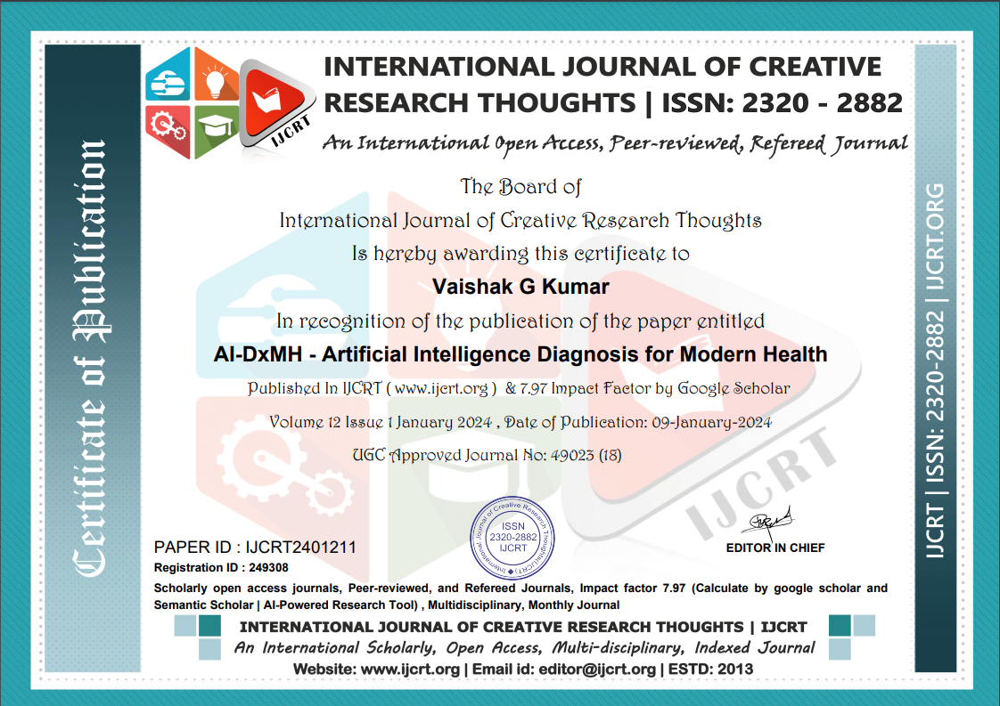 INTERNATIONAL JOURNAL OF CREATIVE
RESEARCH THOUGHTS | ISSN: 2320 - 2882
An International Open Access, Peer-reviewed, Refereed Journal
IJCRT
Certificate of Publication
The Board of
International Journal of Creative Research Thoughts
Is hereby awarding this certificate to
Vaishak G Kumar
In recognition of the publication of the paper entitled
AI-DxMH - Artificial Intelligence Diagnosis for Modern Health
Published In IJCRT ( www.ijcrt.org ) & 7.97 Impact Factor by Google Scholar
Volume 12 Issue 1 January 2024 , Date of Publication: 09-January-2024
UGC Approved Journal No: 49023 (18)
IJCRT
IJCRT | ISSN: 2320-2882 | IJCRT.ORG
PAPER ID : IJCRT2401211
Registration ID : 249308
International Journal of Creative Research Thoughts (IJCRT)
ISSN
2320-2882
IJCRT
EDITOR IN CHIEF
Scholarly open access journals, Peer-reviewed, and Refereed Journals, Impact factor 7.97 (Calculate by google scholar and
Semantic Scholar | AI-Powered Research Tool) , Multidisciplinary, Monthly Journal
INTERNATIONAL JOURNAL OF CREATIVE RESEARCH THOUGHTS | IJCRT
An International Scholarly, Open Access, Multi-disciplinary, Indexed Journal
Website: www.ijcrt.org | Email id: editor@ijcrt.org | ESTD: 2013